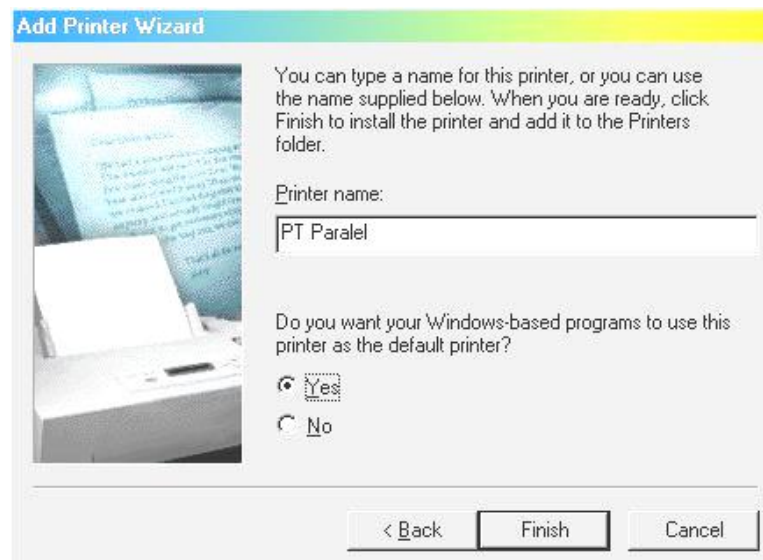 Add Printer Wizard
You can type a name for this printer, or you can use
the name supplied below. When you are ready, click
Finish to install the printer and add it to the Printers
folder.
Printer name:
PT Paralel
Do you want your Windows-based programs to use this
printer as the default printer?
Yes
No
< Back
Finish
Cancel